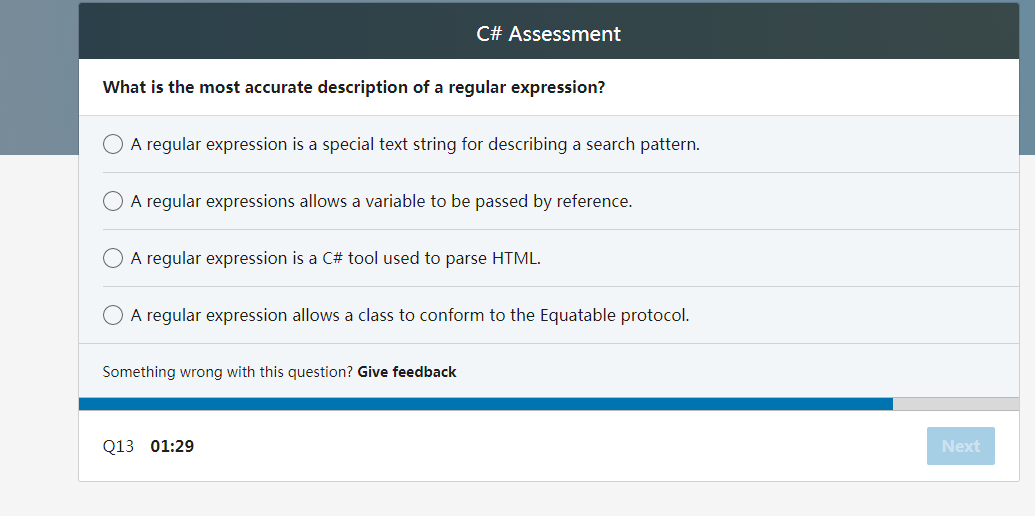 C# Assessment
What is the most accurate description of a regular expression?
A regular expression is a special text string for describing a search pattern.
A regular expressions allows a variable to be passed by reference.
A regular expression is a C# tool used to parse HTML.
A regular expression allows a class to conform to the Equatable protocol.
Something wrong with this question? Give feedback
Q13 01:29 Next